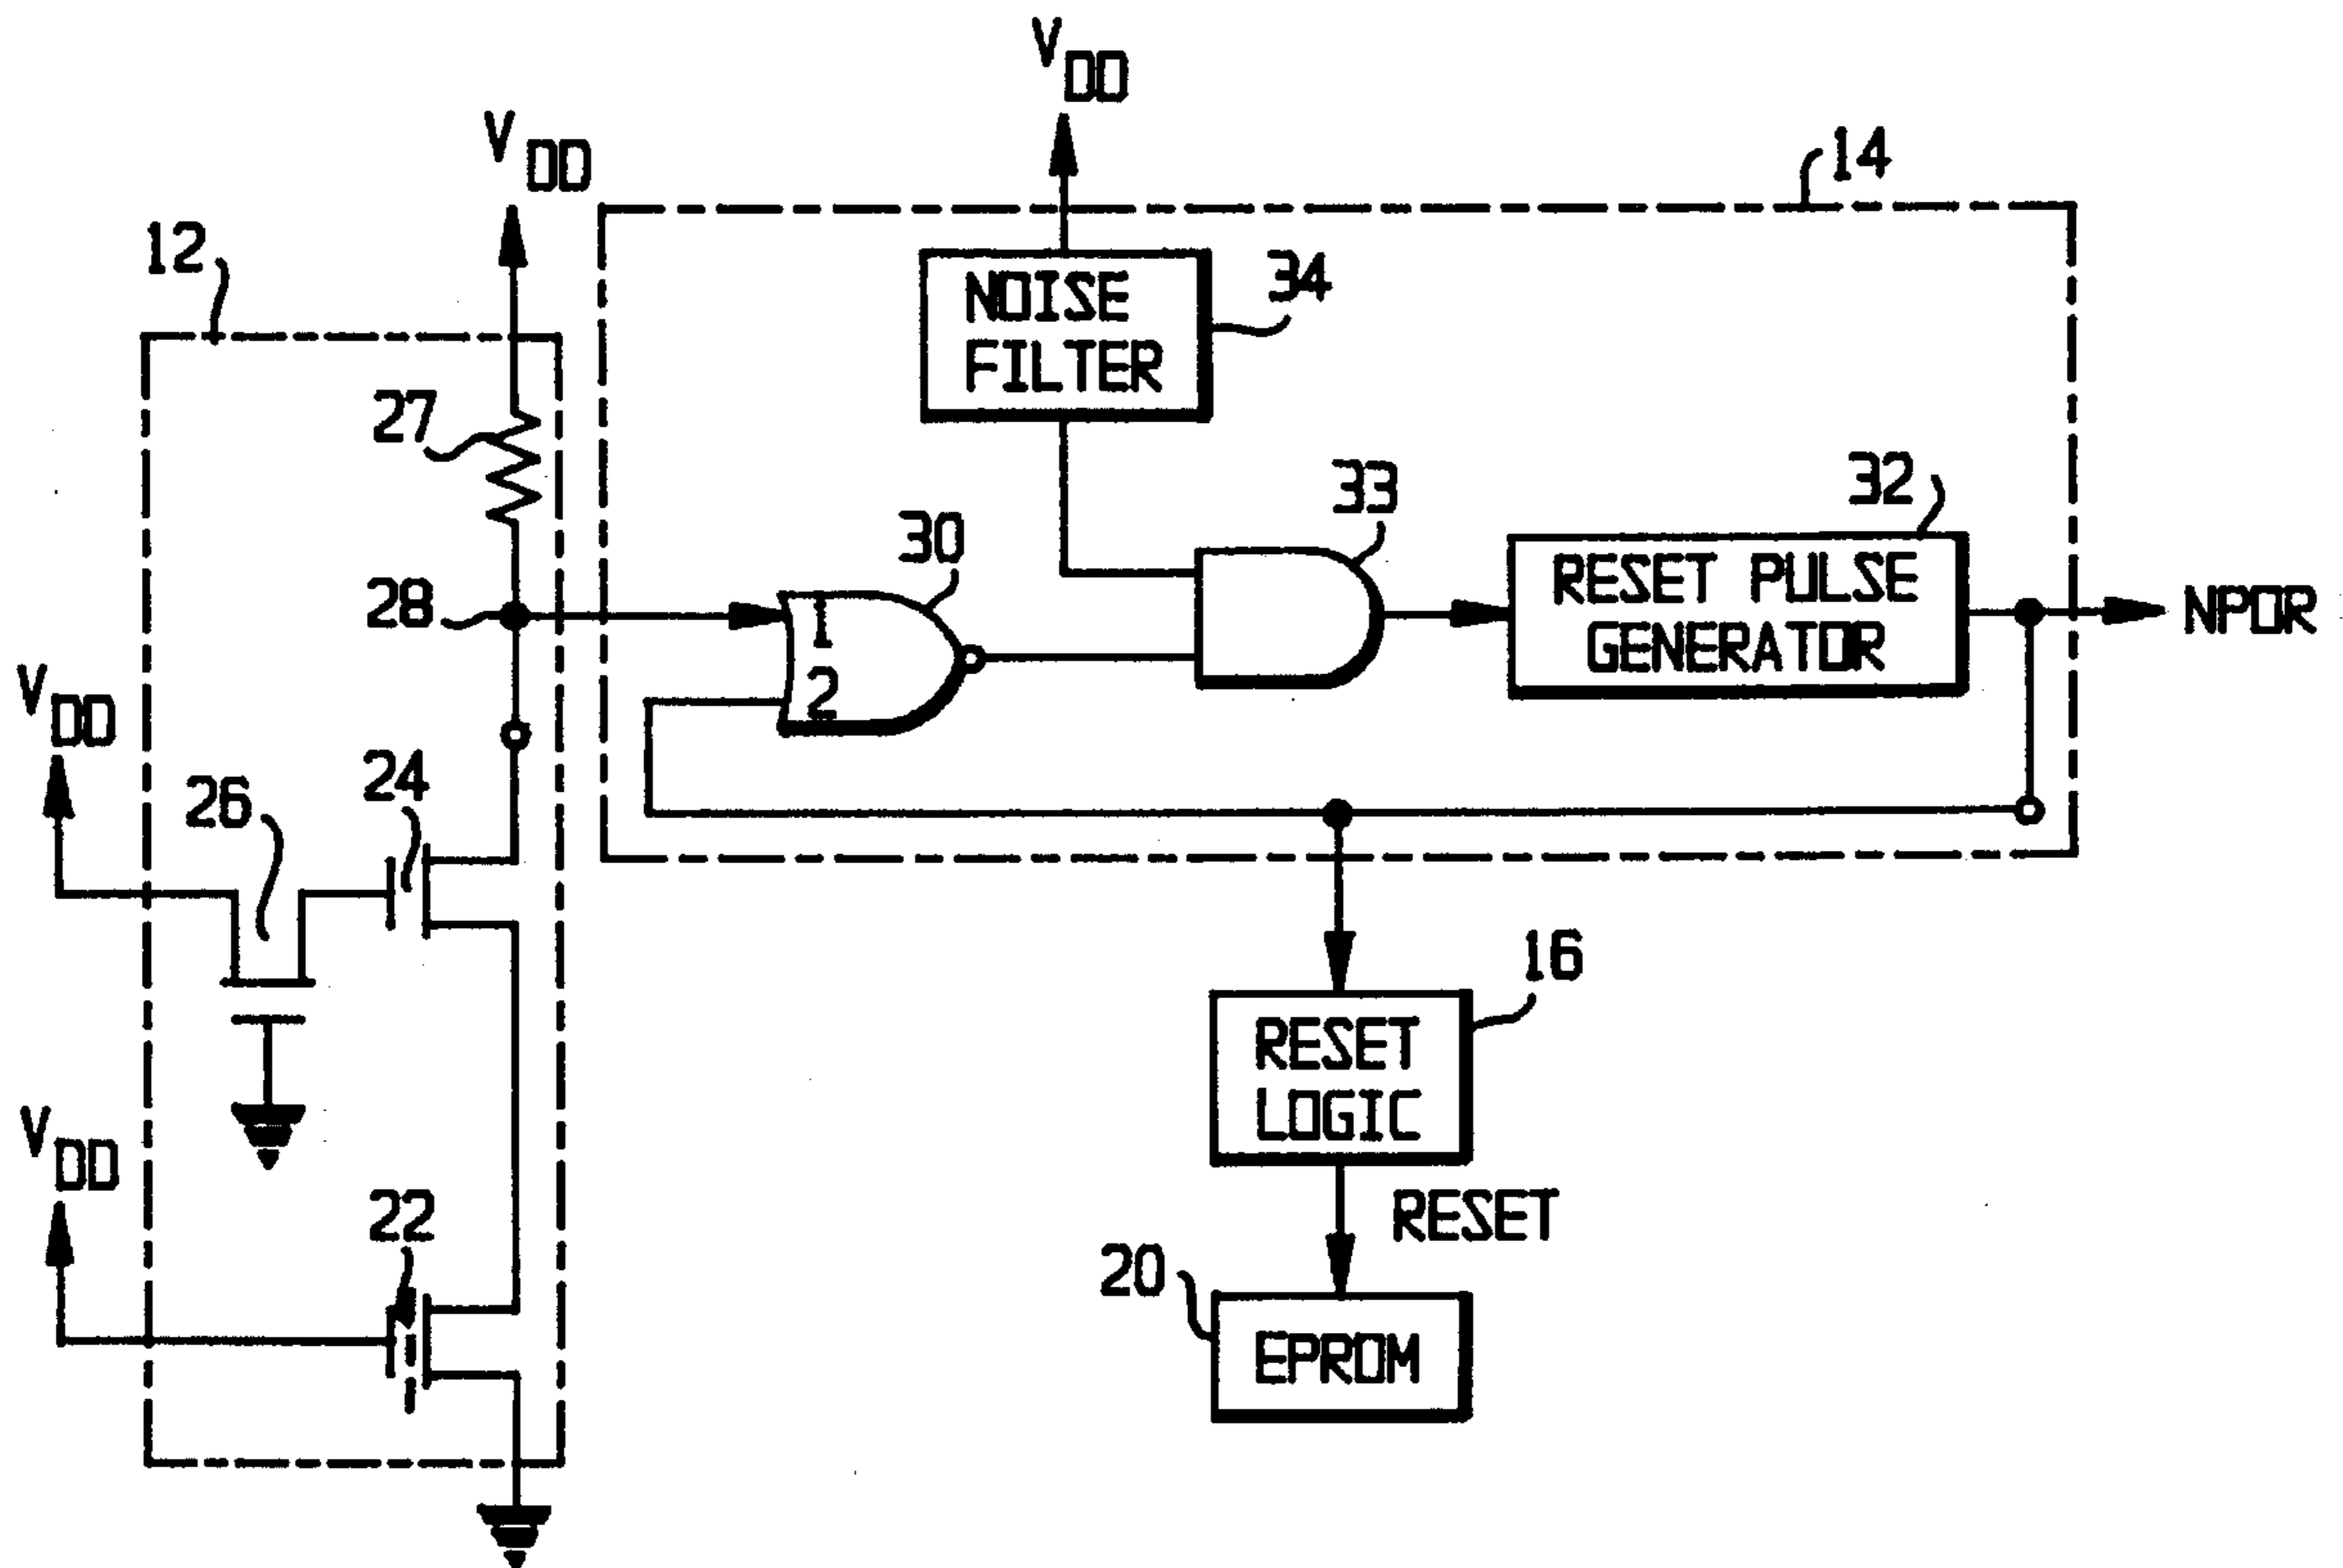 VDD
VDD
14
12
NOISE
FILTER
34
27
33
32
30
RESET PULSE
GENERATOR
28
1
2
NPOR
VDD
24
26
16
RESET
LOGIC
VDD
22
RESET
20
EPROM